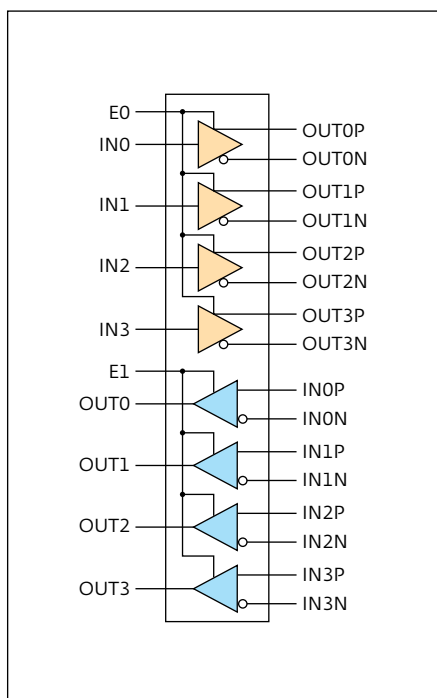 E0
OUT0P
IN0
OUT0N
OUT1P
IN1
OUT1N
OUT2P
IN2
OUT2N
OUT3P
IN3
OUT3N
E1
IN0P
OUT0
IN0N
IN1P
OUT1
IN1N
IN2P
OUT2
IN2N
IN3P
OUT3
IN3N